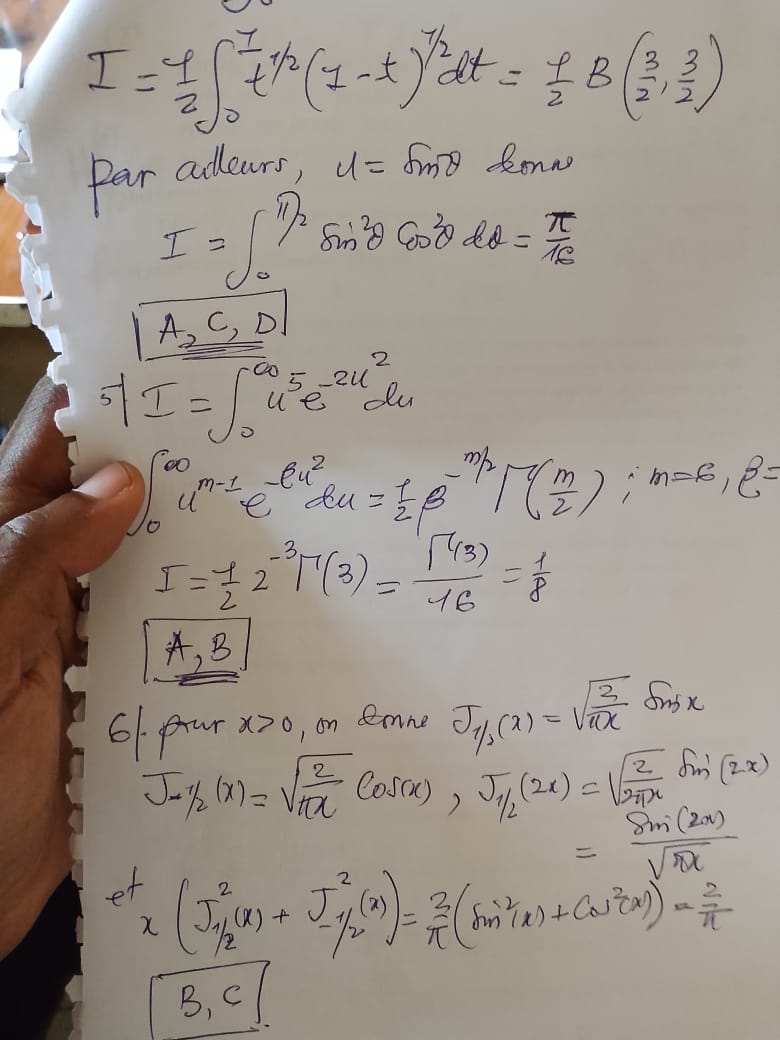 I = 1/2 ∫₀¹ t^(1/2) (1-t)^(1/2) dt = 1/2 B(3/2, 3/2)
par ailleurs, u = sinθ donne
I = ∫₀^(π/2) sin²θ cos²θ dθ = π/16
A, C, D
5/ I = ∫₀^∞ u⁵ e^(-2u²) du
∫₀^∞ u^(m-1) e^(-βu²) du = 1/2 β^(-m/2) Γ(m/2) ; m=6, β=
I = 1/2 2^(-3) Γ(3) = Γ(3)/16 = 1/8
A, B
6/ pour x>0, on donne J_(1/2)(x) = √(2/(πx)) sin x
J_(-1/2)(x) = √(2/(πx)) cos(x), J_(1/2)(2x) = √(2/(2πx)) sin(2x)
= sin(2x)/√(πx)
et x (J²_(1/2)(x) + J²_(-1/2)(x)) = 2/π (sin²(x) + cos²(x)) = 2/π
B, C